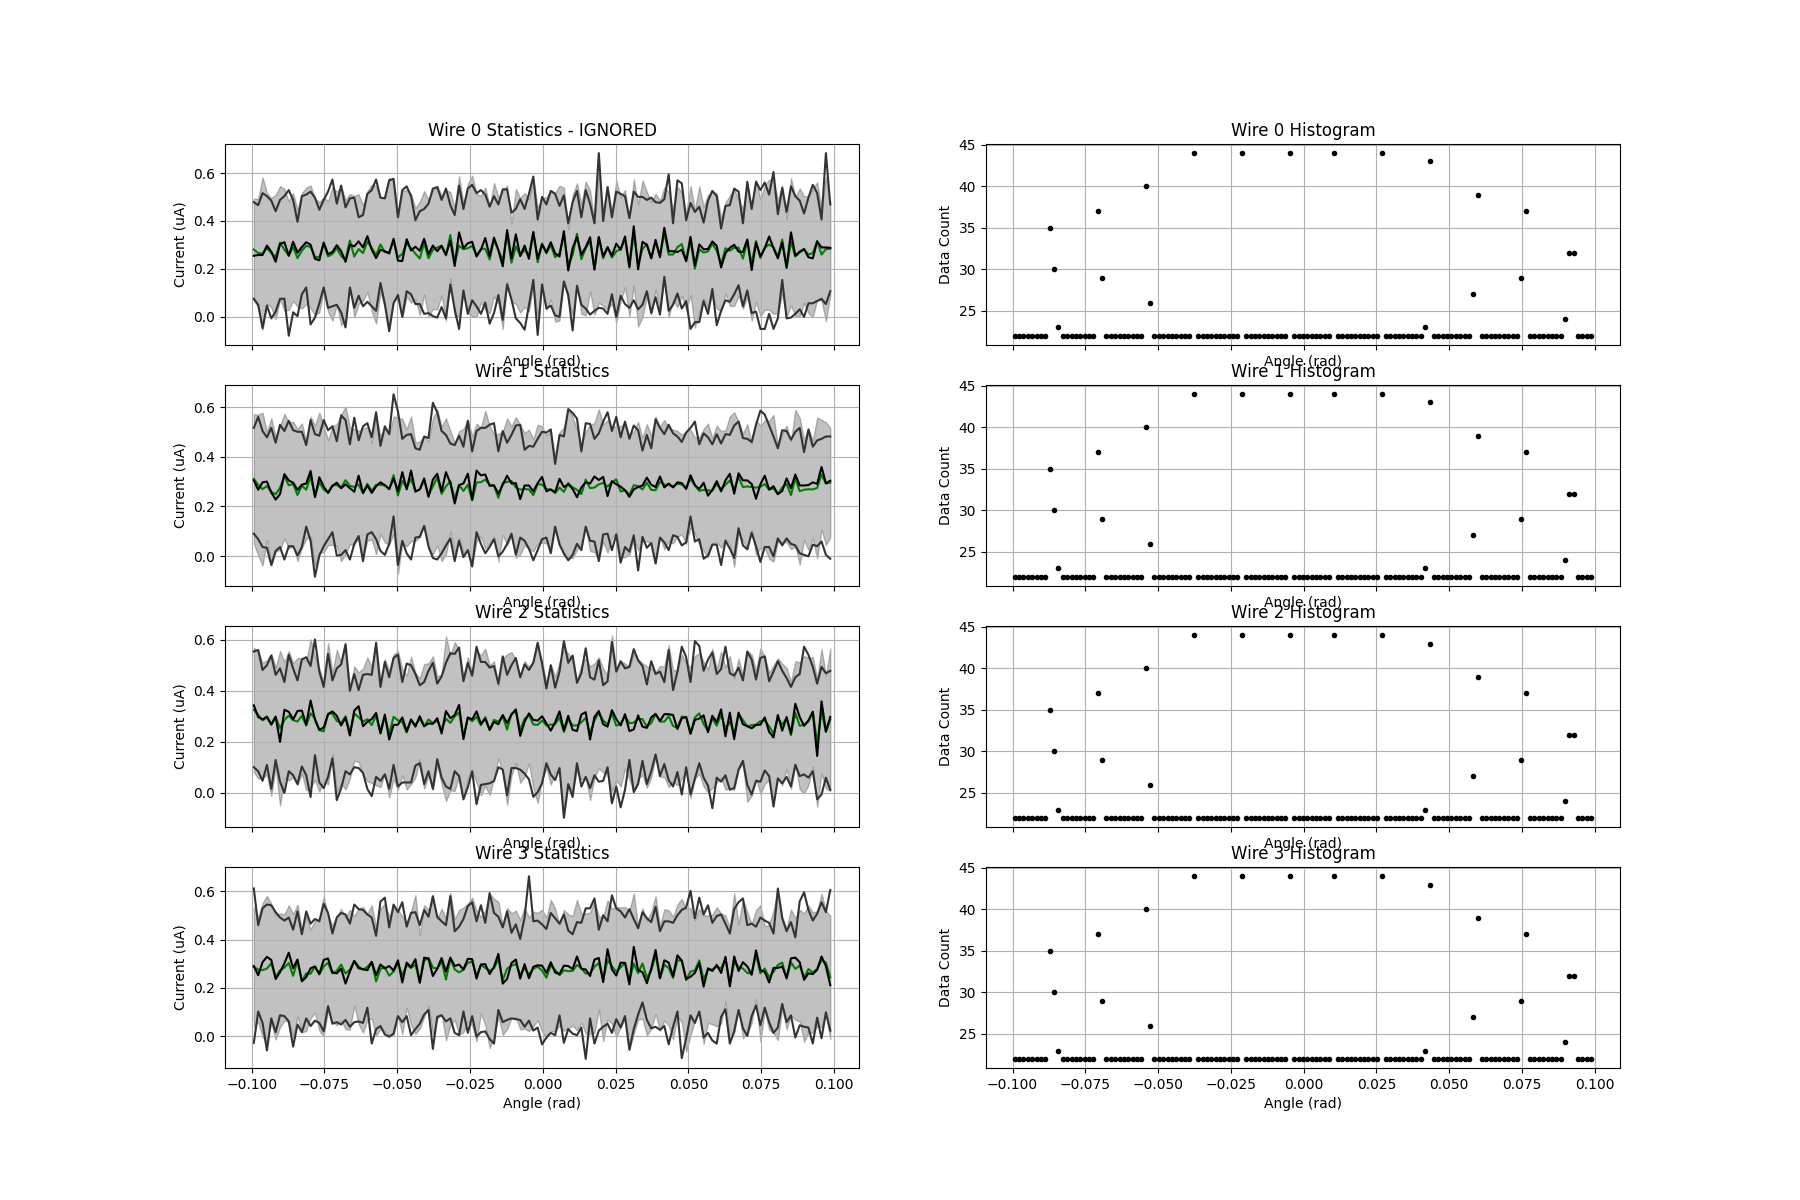 Wire 0 Statistics - IGNORED
Current (uA)
0.6
0.4
0.2
0.0
Angle (rad)
Wire 0 Histogram
Data Count
45
40
35
30
25
Angle (rad)
Wire 1 Statistics
Current (uA)
0.6
0.4
0.2
0.0
Angle (rad)
Wire 1 Histogram
Data Count
45
40
35
30
25
Angle (rad)
Wire 2 Statistics
Current (uA)
0.6
0.4
0.2
0.0
Angle (rad)
Wire 2 Histogram
Data Count
45
40
35
30
25
Angle (rad)
Wire 3 Statistics
Current (uA)
0.6
0.4
0.2
0.0
−0.100 −0.075 −0.050 −0.025 0.000 0.025 0.050 0.075 0.100
Angle (rad)
Wire 3 Histogram
Data Count
45
40
35
30
25
−0.100 −0.075 −0.050 −0.025 0.000 0.025 0.050 0.075 0.100
Angle (rad)